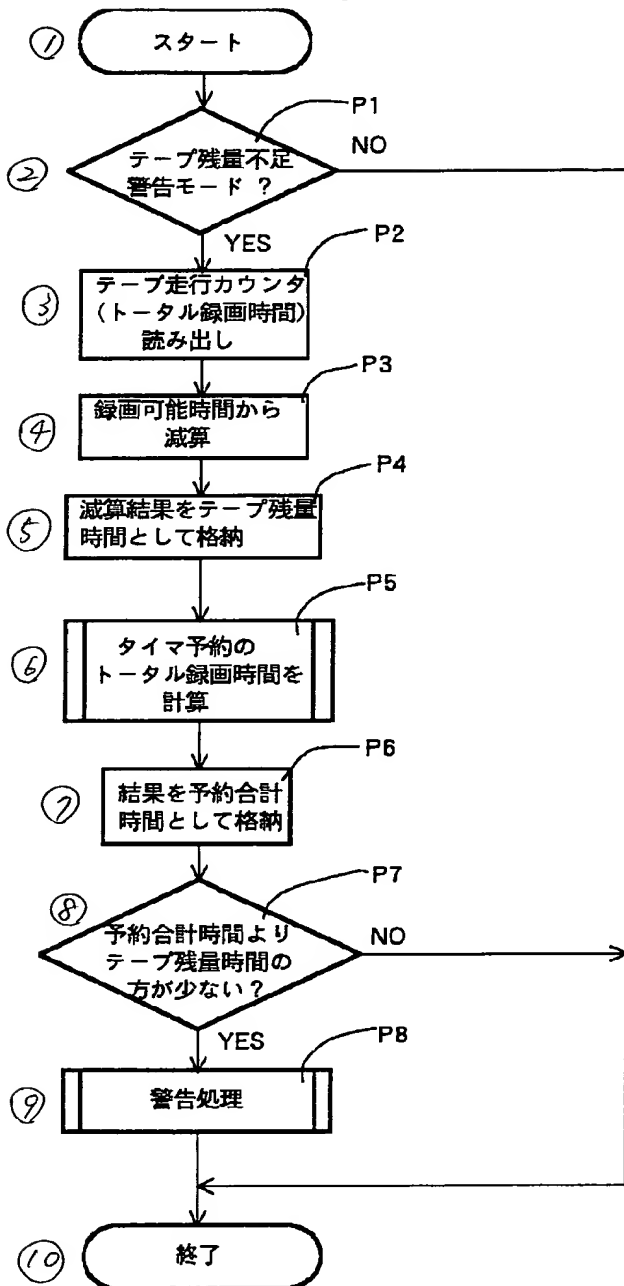 ① スタート
P1
② テープ残量不足
警告モード ?
NO
YES
P2
③ テープ走行カウンタ
(トータル録画時間)
読み出し
P3
④ 録画可能時間から
減算
P4
⑤ 減算結果をテープ残量
時間として格納
P5
⑥ タイマ予約の
トータル録画時間を
計算
P6
⑦ 結果を予約合計
時間として格納
P7
⑧ 予約合計時間より
テープ残量時間の
方が少ない?
NO
YES
P8
⑨ 警告処理
⑩ 終了